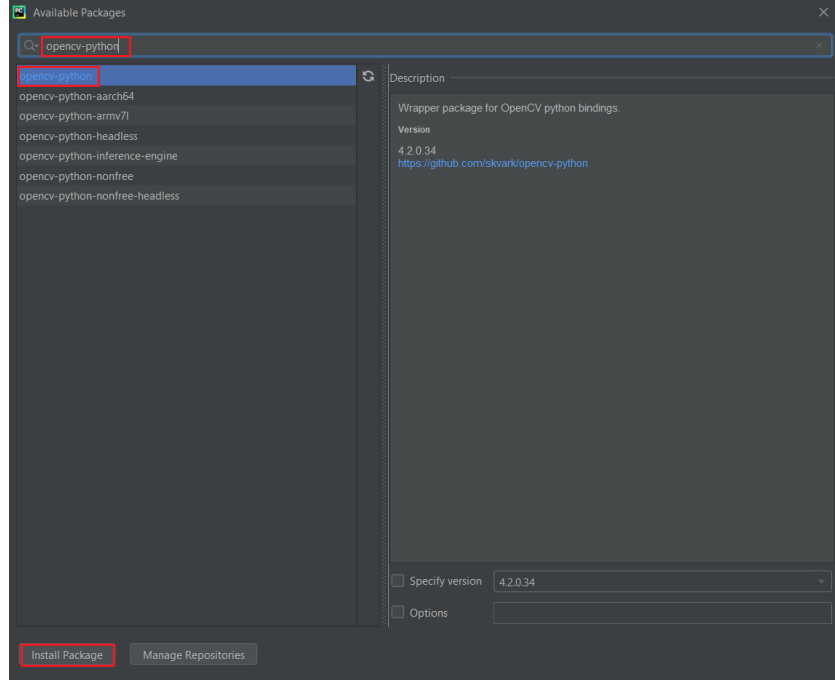 PC Available Packages
opencv-python
opencv-python
opencv-python-aarch64
opencv-python-armv7l
opencv-python-headless
opencv-python-inference-engine
opencv-python-nonfree
opencv-python-nonfree-headless
Description
Wrapper package for OpenCV python bindings.
Version
4.2.0.34
https://github.com/skvark/opencv-python
Specify version 4.2.0.34
Options
Install Package Manage Repositories